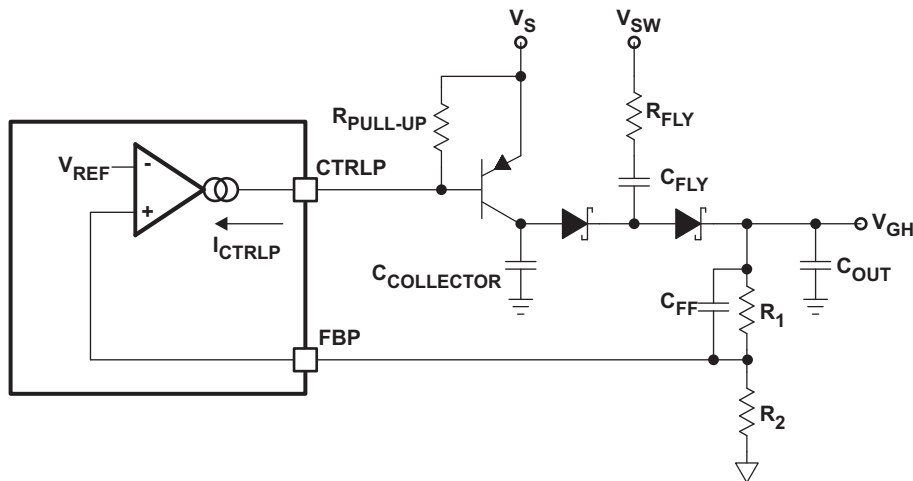 VS
VSW
RPULL-UP
RFLY
VREF
-
CTRLP
CFLY
+
ICTRLP
VGH
CCOLLECTOR
COUT
CFF
R1
FBP
R2